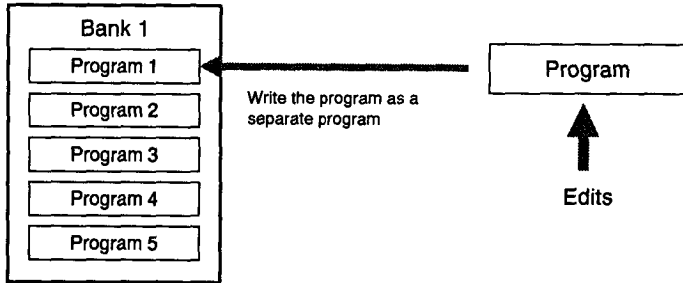 Bank 1
Program 1
Program
Write the program as a
separate program
Program 2
Program 3
Program 4
Edits
Program 5